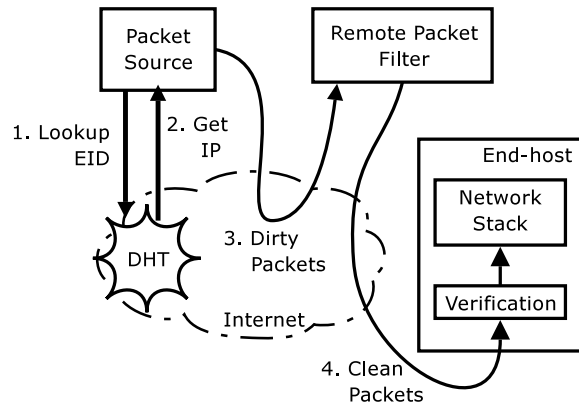 Packet
Source
Remote Packet
Filter
1. Lookup
EID
2. Get
IP
End-host
Network
Stack
DHT
3. Dirty
Packets
Verification
Internet
4. Clean
Packets